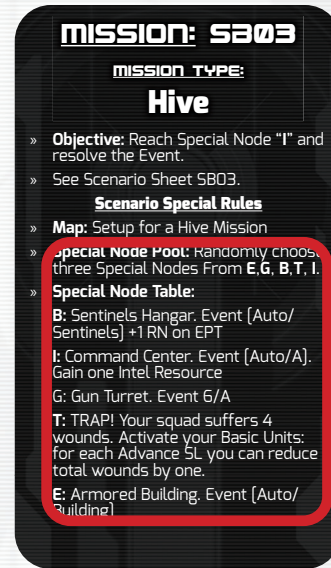 MISSION: SB03
MISSION TYPE:
Hive
» Objective: Reach Special Node "I" and
resolve the Event.
» See Scenario Sheet SB03.
Scenario Special Rules
» Map: Setup for a Hive Mission
» Special Node Pool: Randomly choose
three Special Nodes From E,G, B,T, I.
» Special Node Table:
B: Sentinels Hangar. Event (Auto/
Sentinels) +1 RN on EPT
I: Command Center. Event (Auto/A).
Gain one Intel Resource
G: Gun Turret. Event 6/A
T: TRAP! Your squad suffers 4
wounds. Activate your Basic Units:
for each Advance SL you can reduce
total wounds by one.
E: Armored Building. Event (Auto/
Building)